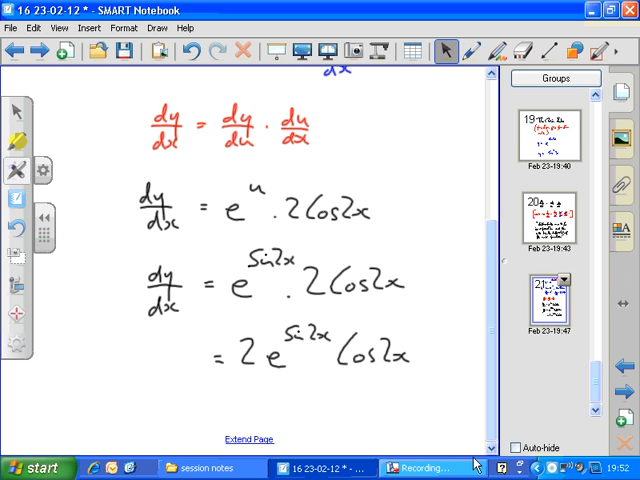 16 23-02-12 * - SMART Notebook
File Edit View Insert Format Draw Help
dx
dy/dx = dy/du . du/dx
dy/dx = e^u . 2Cos2x
dy/dx = e^Sin2x . 2Cos2x
= 2 e^Sin2x Cos2x
Extend Page
Groups
Feb 23-19:40
Feb 23-19:43
Feb 23-19:47
Auto-hide
start
session notes
16 23-02-12 * - ...
Recording...
19:52